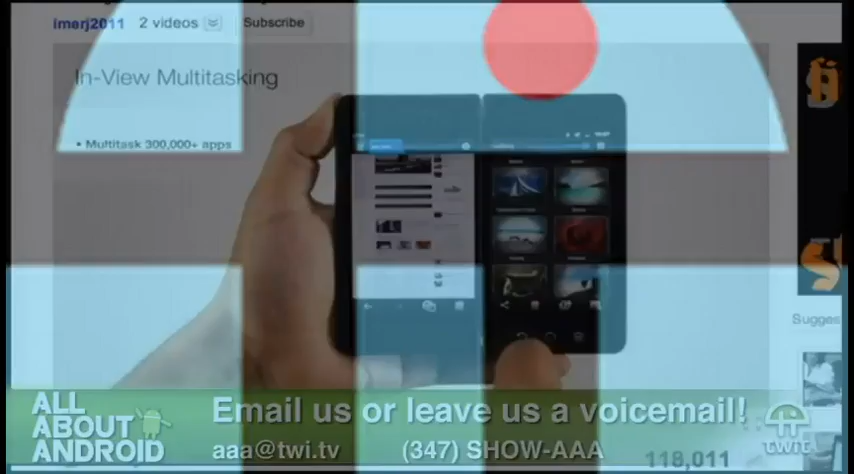 imerj2011 2 videos Subscribe
In-View Multitasking
• Multitask 300,000+ apps
Sugges
ALL
ABOUT
ANDROID
Email us or leave us a voicemail!
aaa@twi.tv (347) SHOW-AAA
118,011
twit